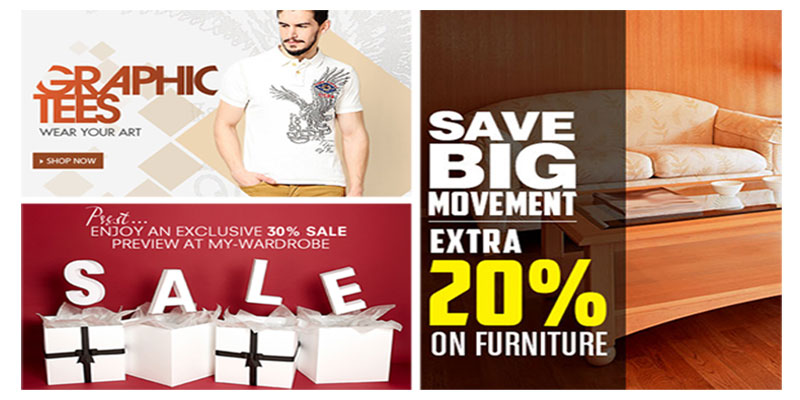 GRAPHIC
TEES
WEAR YOUR ART
SHOP NOW
Pssst...
ENJOY AN EXCLUSIVE 30% SALE
PREVIEW AT MY-WARDROBE
SALE
SAVE
BIG
MOVEMENT
EXTRA
20%
ON FURNITURE